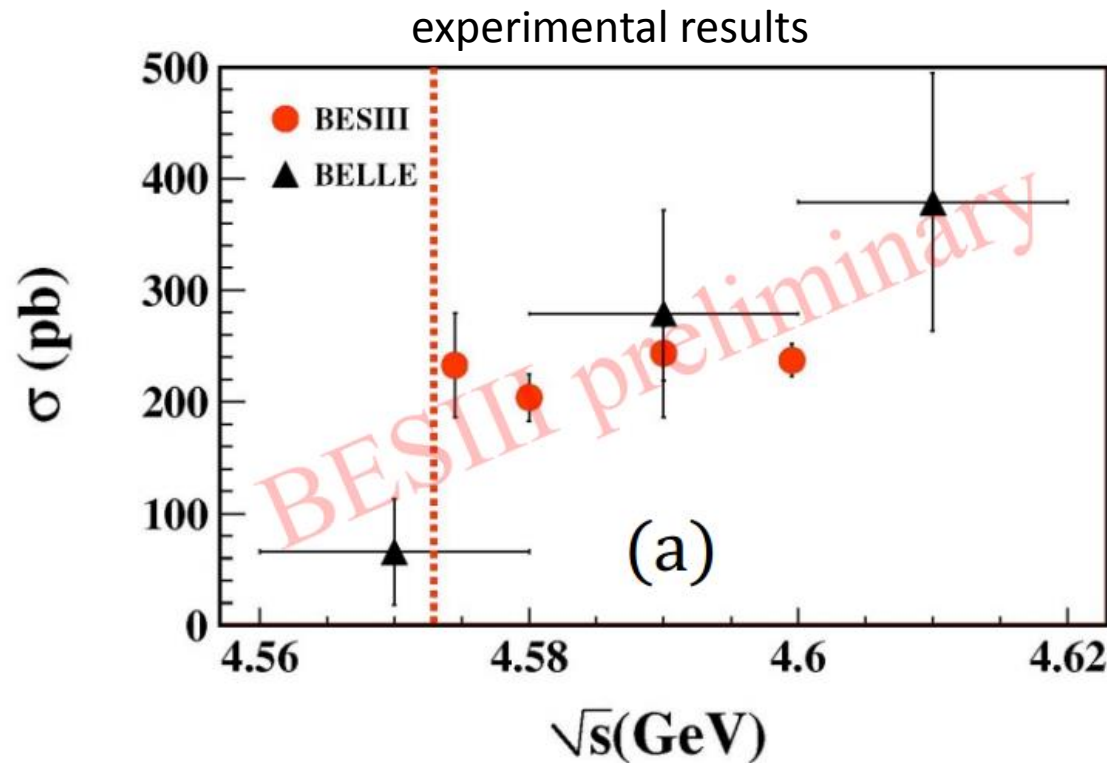 experimental results
500
400
300
200
100
0
BESIII
BELLE
BESIII preliminary
(a)
σ (pb)
4.56 4.58 4.6 4.62
√s(GeV)